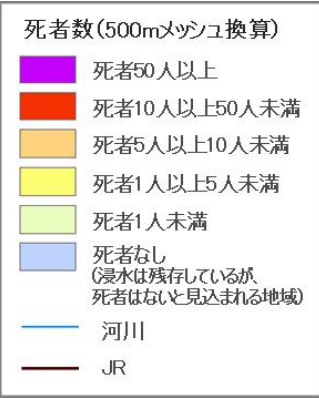 死者数(500mメッシュ換算)
死者50人以上
死者10人以上50人未満
死者5人以上10人未満
死者1人以上5人未満
死者1人未満
死者なし
(浸水は残存しているが、
死者はないと見込まれる地域)
河川
JR